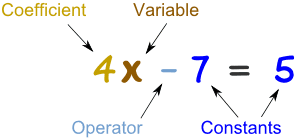 Coefficient Variable
4x - 7 = 5
Operator Constants